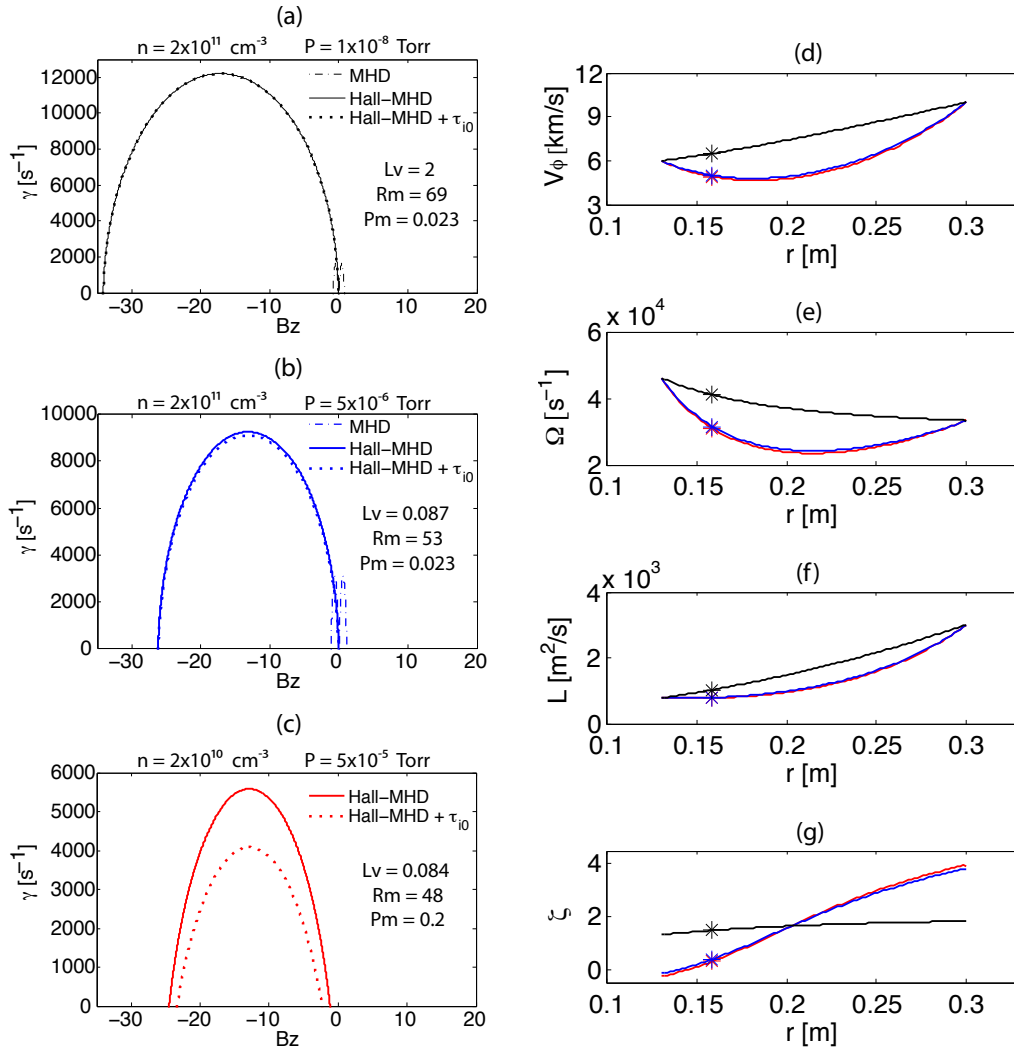 (a)
n = 2x10¹¹ cm⁻³ P = 1x10⁻⁸ Torr
12000
10000
8000
6000
4000
2000
0
γ [s⁻¹]
MHD
Hall-MHD
Hall-MHD + τi0
Lv = 2
Rm = 69
Pm = 0.023
−30 −20 −10 0 10 20
Bz
(b)
n = 2x10¹¹ cm⁻³ P = 5x10⁻⁶ Torr
10000
8000
6000
4000
2000
0
γ [s⁻¹]
MHD
Hall-MHD
Hall-MHD + τi0
Lv = 0.087
Rm = 53
Pm = 0.023
−30 −20 −10 0 10 20
Bz
(c)
n = 2x10¹⁰ cm⁻³ P = 5x10⁻⁵ Torr
6000
5000
4000
3000
2000
1000
0
γ [s⁻¹]
Hall-MHD
Hall-MHD + τi0
Lv = 0.084
Rm = 48
Pm = 0.2
−30 −20 −10 0 10 20
Bz
(d)
12
9
6
3
Vϕ [km/s]
0.1 0.15 0.2 0.25 0.3
r [m]
(e)
x 10⁴
6
4
2
Ω [s⁻¹]
0.1 0.15 0.2 0.25 0.3
r [m]
(f)
x 10³
4
2
0
L [m²/s]
0.1 0.15 0.2 0.25 0.3
r [m]
(g)
4
2
0
ζ
0.1 0.15 0.2 0.25 0.3
r [m]